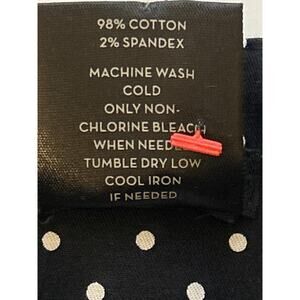 98% COTTON
2% SPANDEX
MACHINE WASH
COLD
ONLY NON-
CHLORINE BLEACH
WHEN NEEDED
TUMBLE DRY LOW
COOL IRON
IF NEEDED